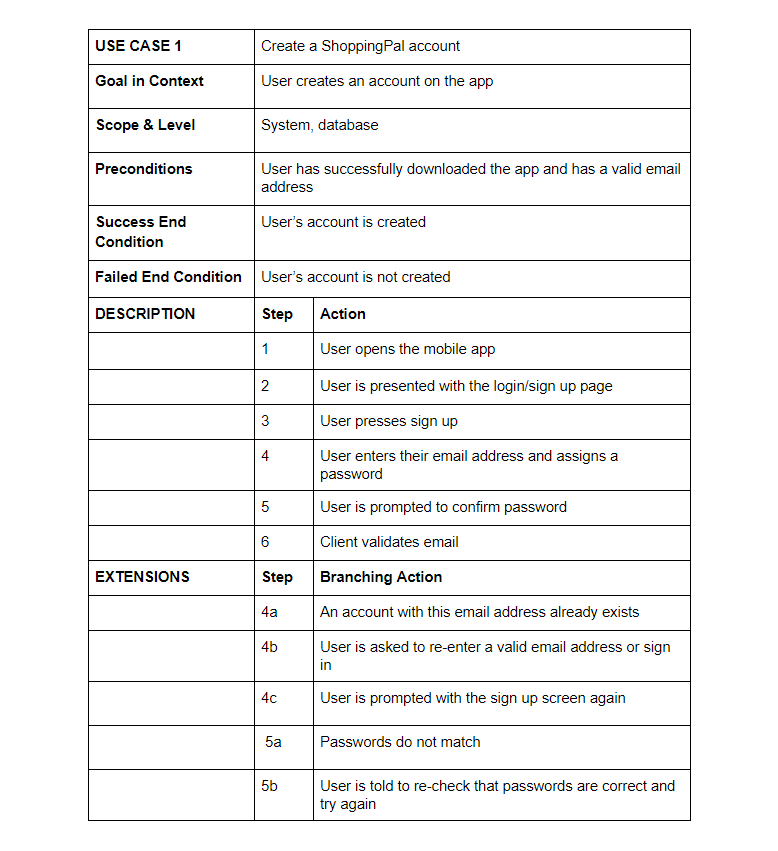 USE CASE 1 Create a ShoppingPal account
Goal in Context User creates an account on the app
Scope & Level System, database
Preconditions User has successfully downloaded the app and has a valid email
address
Success End User’s account is created
Condition
Failed End Condition User’s account is not created
DESCRIPTION Step Action
1 User opens the mobile app
2 User is presented with the login/sign up page
3 User presses sign up
4 User enters their email address and assigns a
password
5 User is prompted to confirm password
6 Client validates email
EXTENSIONS Step Branching Action
4a An account with this email address already exists
4b User is asked to re-enter a valid email address or sign
in
4c User is prompted with the sign up screen again
5a Passwords do not match
5b User is told to re-check that passwords are correct and
try again